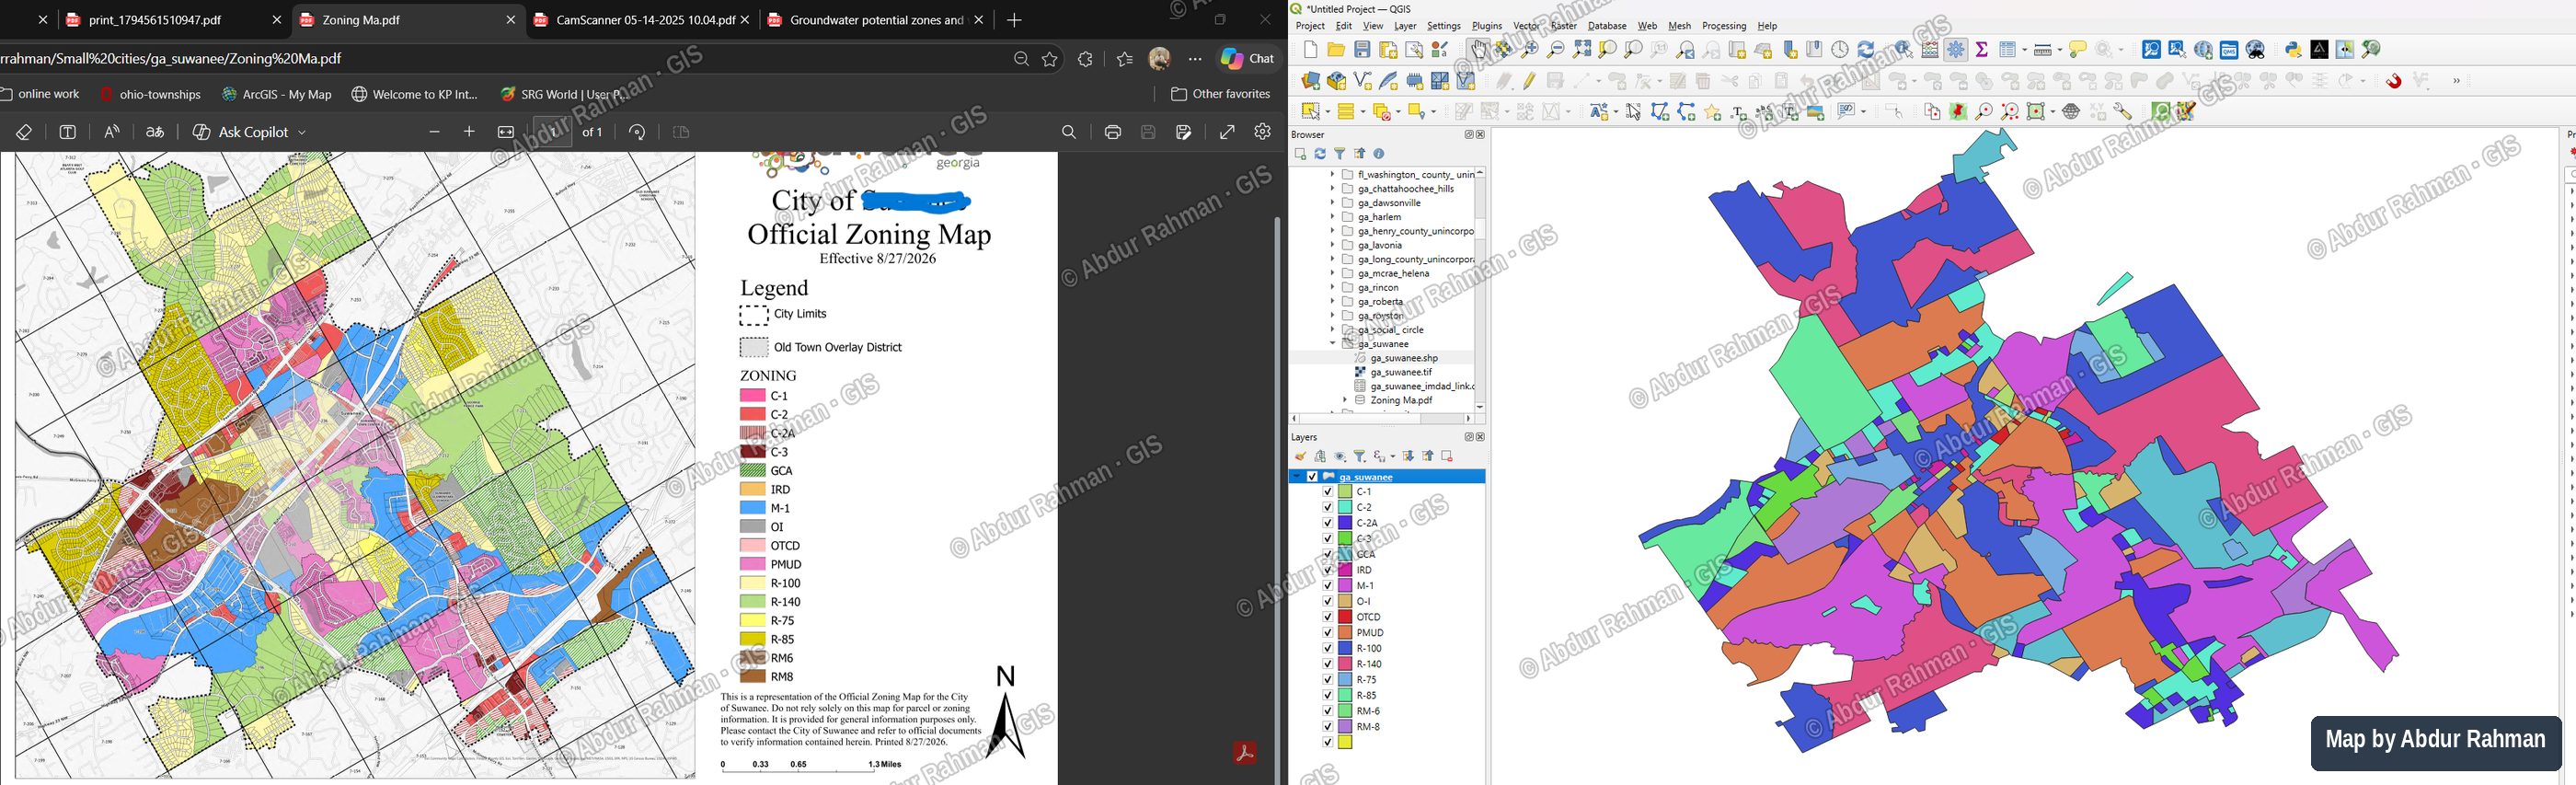 print_1794561510947.pdf
Zoning Ma.pdf
CamScanner 05-14-2025 10.04.pdf
Groundwater potential zones and
rrahman/Small%20cities/ga_suwanee/Zoning%20Ma.pdf
Chat
online work
ohio-townships
ArcGIS - My Map
Welcome to KP Int...
SRG World | User P...
Other favorites
Ask Copilot
1
of 1
georgia
City of
Official Zoning Map
Effective 8/27/2026
Legend
City Limits
Old Town Overlay District
ZONING
C-1
C-2
C-2A
C-3
GCA
IRD
M-1
OI
OTCD
PMUD
R-100
R-140
R-75
R-85
RM6
RM8
This is a representation of the Official Zoning Map for the City
of Suwanee. Do not rely solely on this map for parcel or zoning
information. It is provided for general information purposes only.
Please contact the City of Suwanee and refer to official documents
to verify information contained herein. Printed 8/27/2026.
N
0 0.33 0.65 1.3 Miles
*Untitled Project — QGIS
Project Edit View Layer Settings Plugins Vector Raster Database Web Mesh Processing Help
Browser
fl_washington_ county_ unin
ga_chattahoochee_hills
ga_dawsonville
ga_harlem
ga_henry_county_unincorpo
ga_lavonia
ga_long_county_unincorpor
ga_mcrae_helena
ga_rincon
ga_roberta
ga_royston
ga_social_ circle
ga_suwanee
ga_suwanee.shp
ga_suwanee.tif
ga_suwanee_imdad_link.c
Zoning Ma.pdf
Layers
ga_suwanee
C-1
C-2
C-2A
C-3
GCA
IRD
M-1
O-I
OTCD
PMUD
R-100
R-140
R-75
R-85
RM-6
RM-8
Map by Abdur Rahman
© Abdur Rahman · GIS